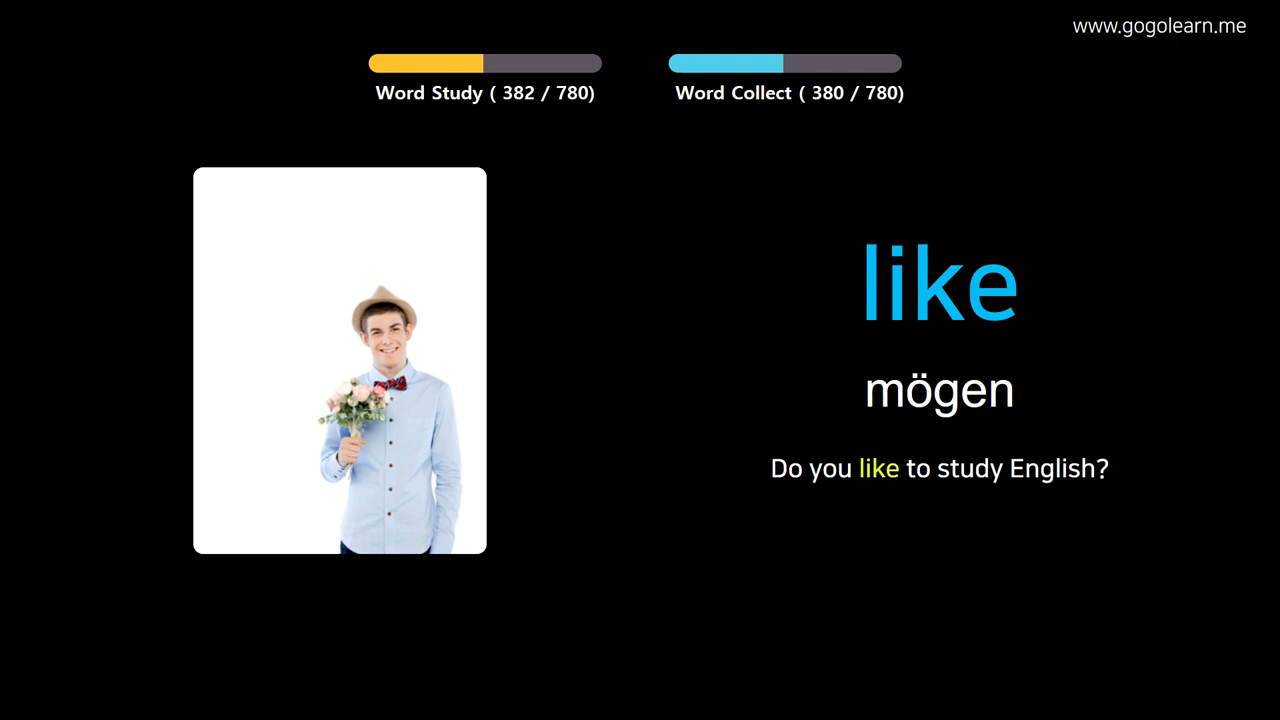 www.gogolearn.me
Word Study ( 382 / 780)
Word Collect ( 380 / 780)
like
mögen
Do you like to study English?